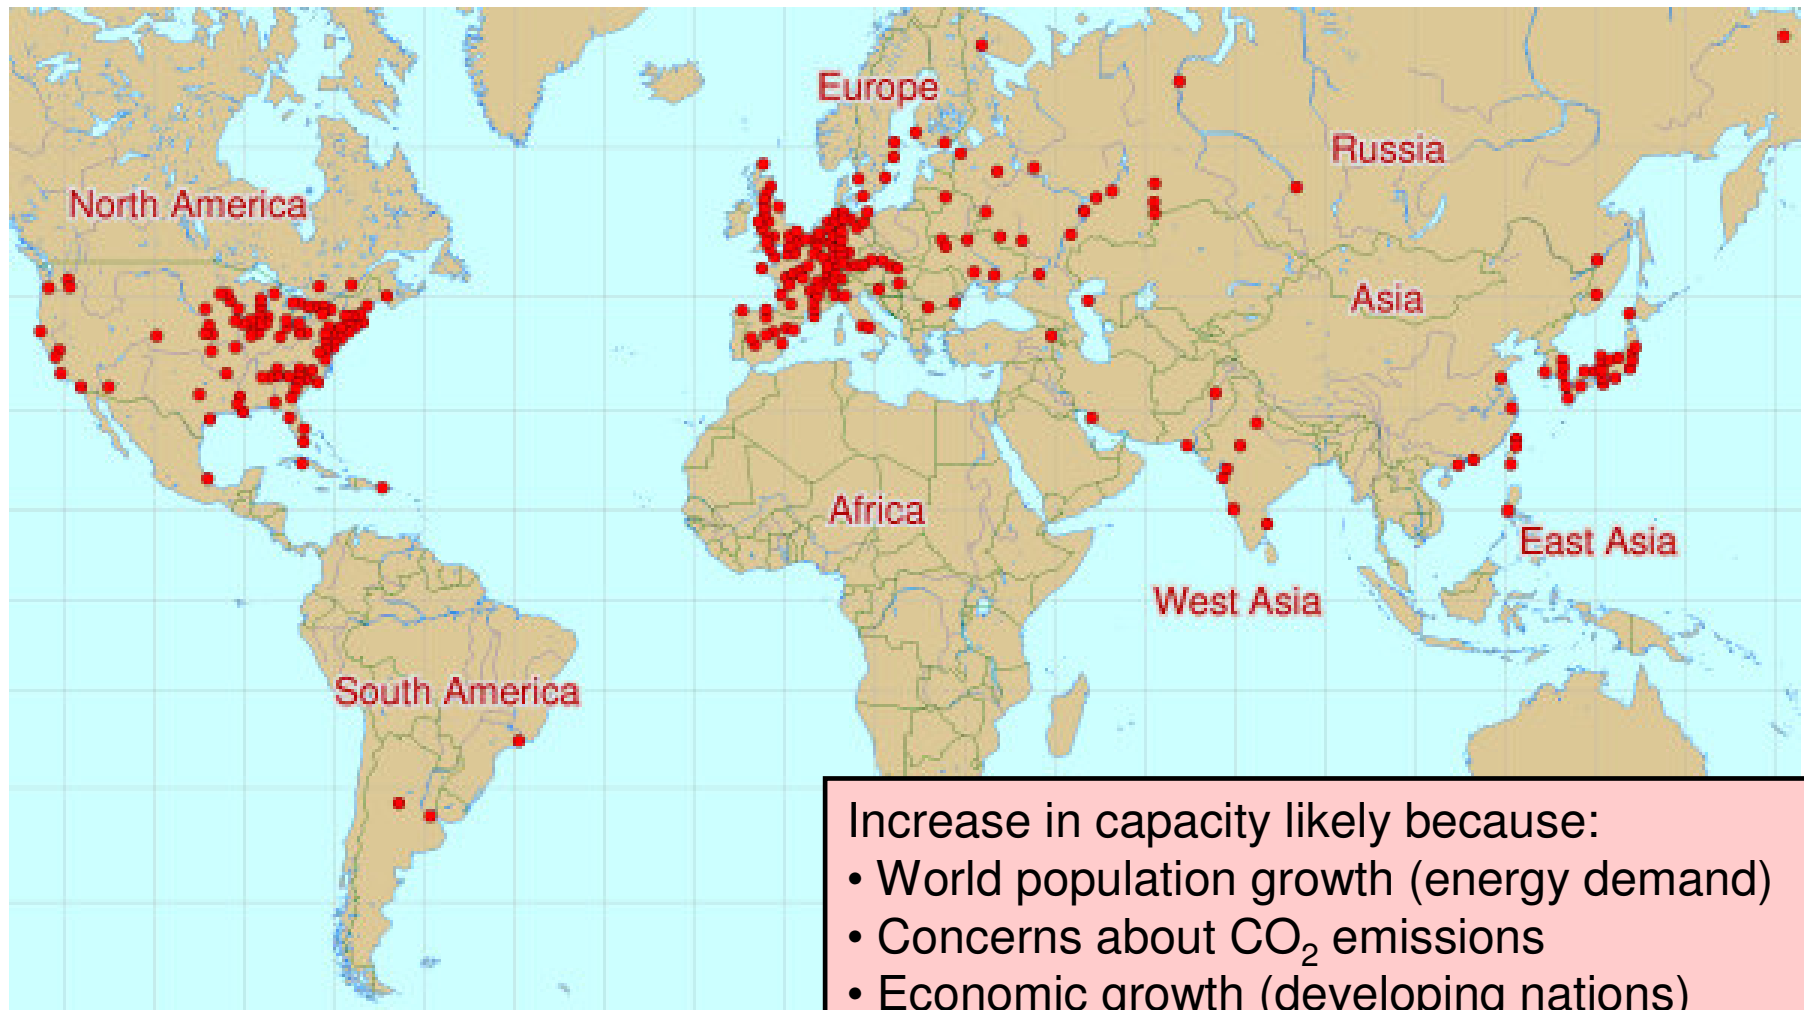 Europe
Russia
North America
Asia
Africa
East Asia
West Asia
South America
Increase in capacity likely because:
• World population growth (energy demand)
• Concerns about CO₂ emissions
• Economic growth (developing nations)